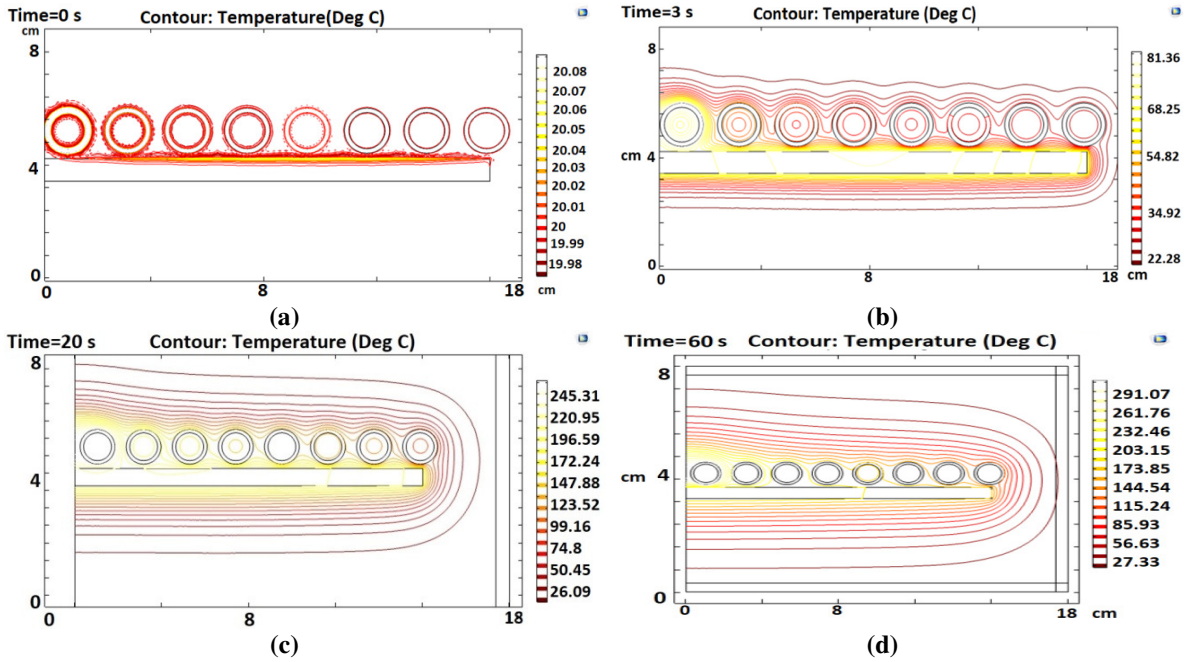 Time=0 s Contour: Temperature(Deg C)
cm
8
4
0
0 8 18
cm
20.08
20.07
20.06
20.05
20.04
20.03
20.02
20.01
20
19.99
19.98
(a)
Time=3 s Contour: Temperature (Deg C)
cm
8
cm 4
0
0 4 8 14 18
cm
81.36
68.25
54.82
34.92
22.28
(b)
Time=20 s Contour: Temperature (Deg C)
8
4
0
0 8 18
245.31
220.95
196.59
172.24
147.88
123.52
99.16
74.8
50.45
26.09
(c)
Time=60 s Contour: Temperature (Deg C)
8
4
cm
0
0 8 18 cm
291.07
261.76
232.46
203.15
173.85
144.54
115.24
85.93
56.63
27.33
(d)